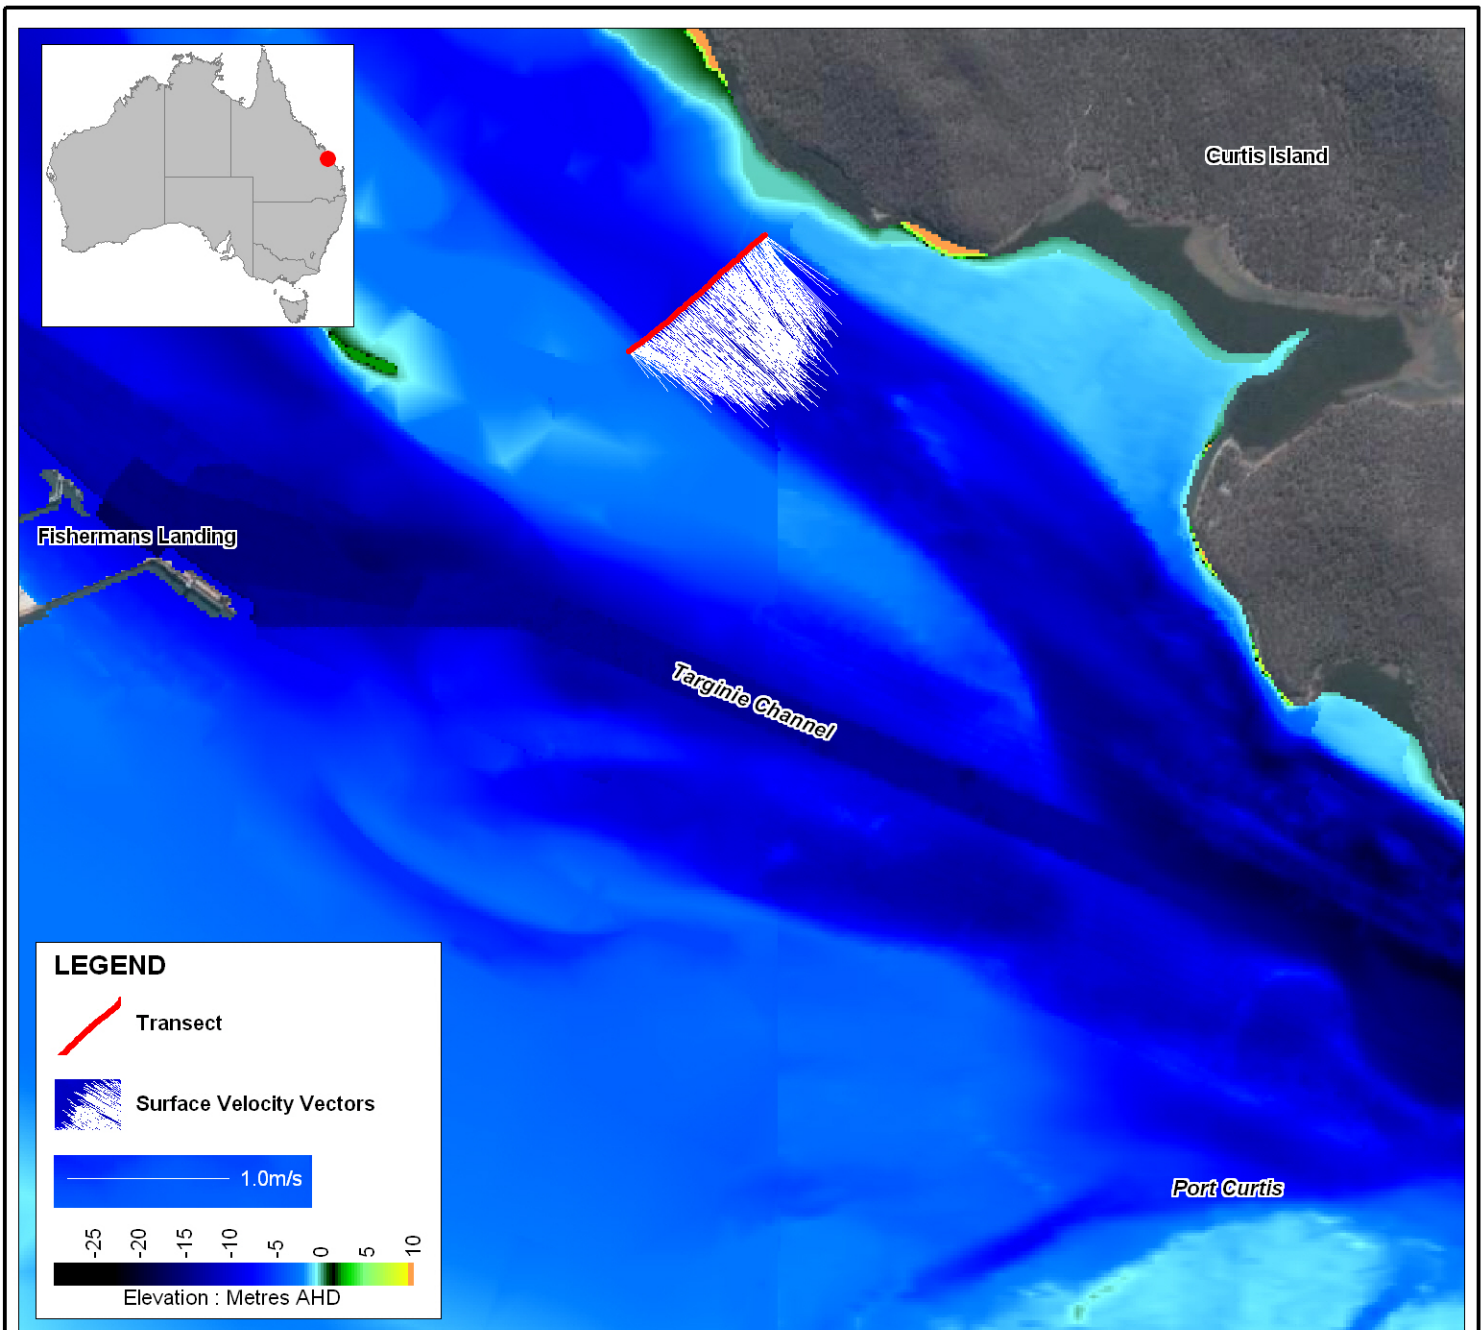 Curtis Island
Fishermans Landing
Targinie Channel
LEGEND
Transect
Surface Velocity Vectors
1.0m/s
-25 -20 -15 -10 -5 0 5 10
Elevation : Metres AHD
Port Curtis